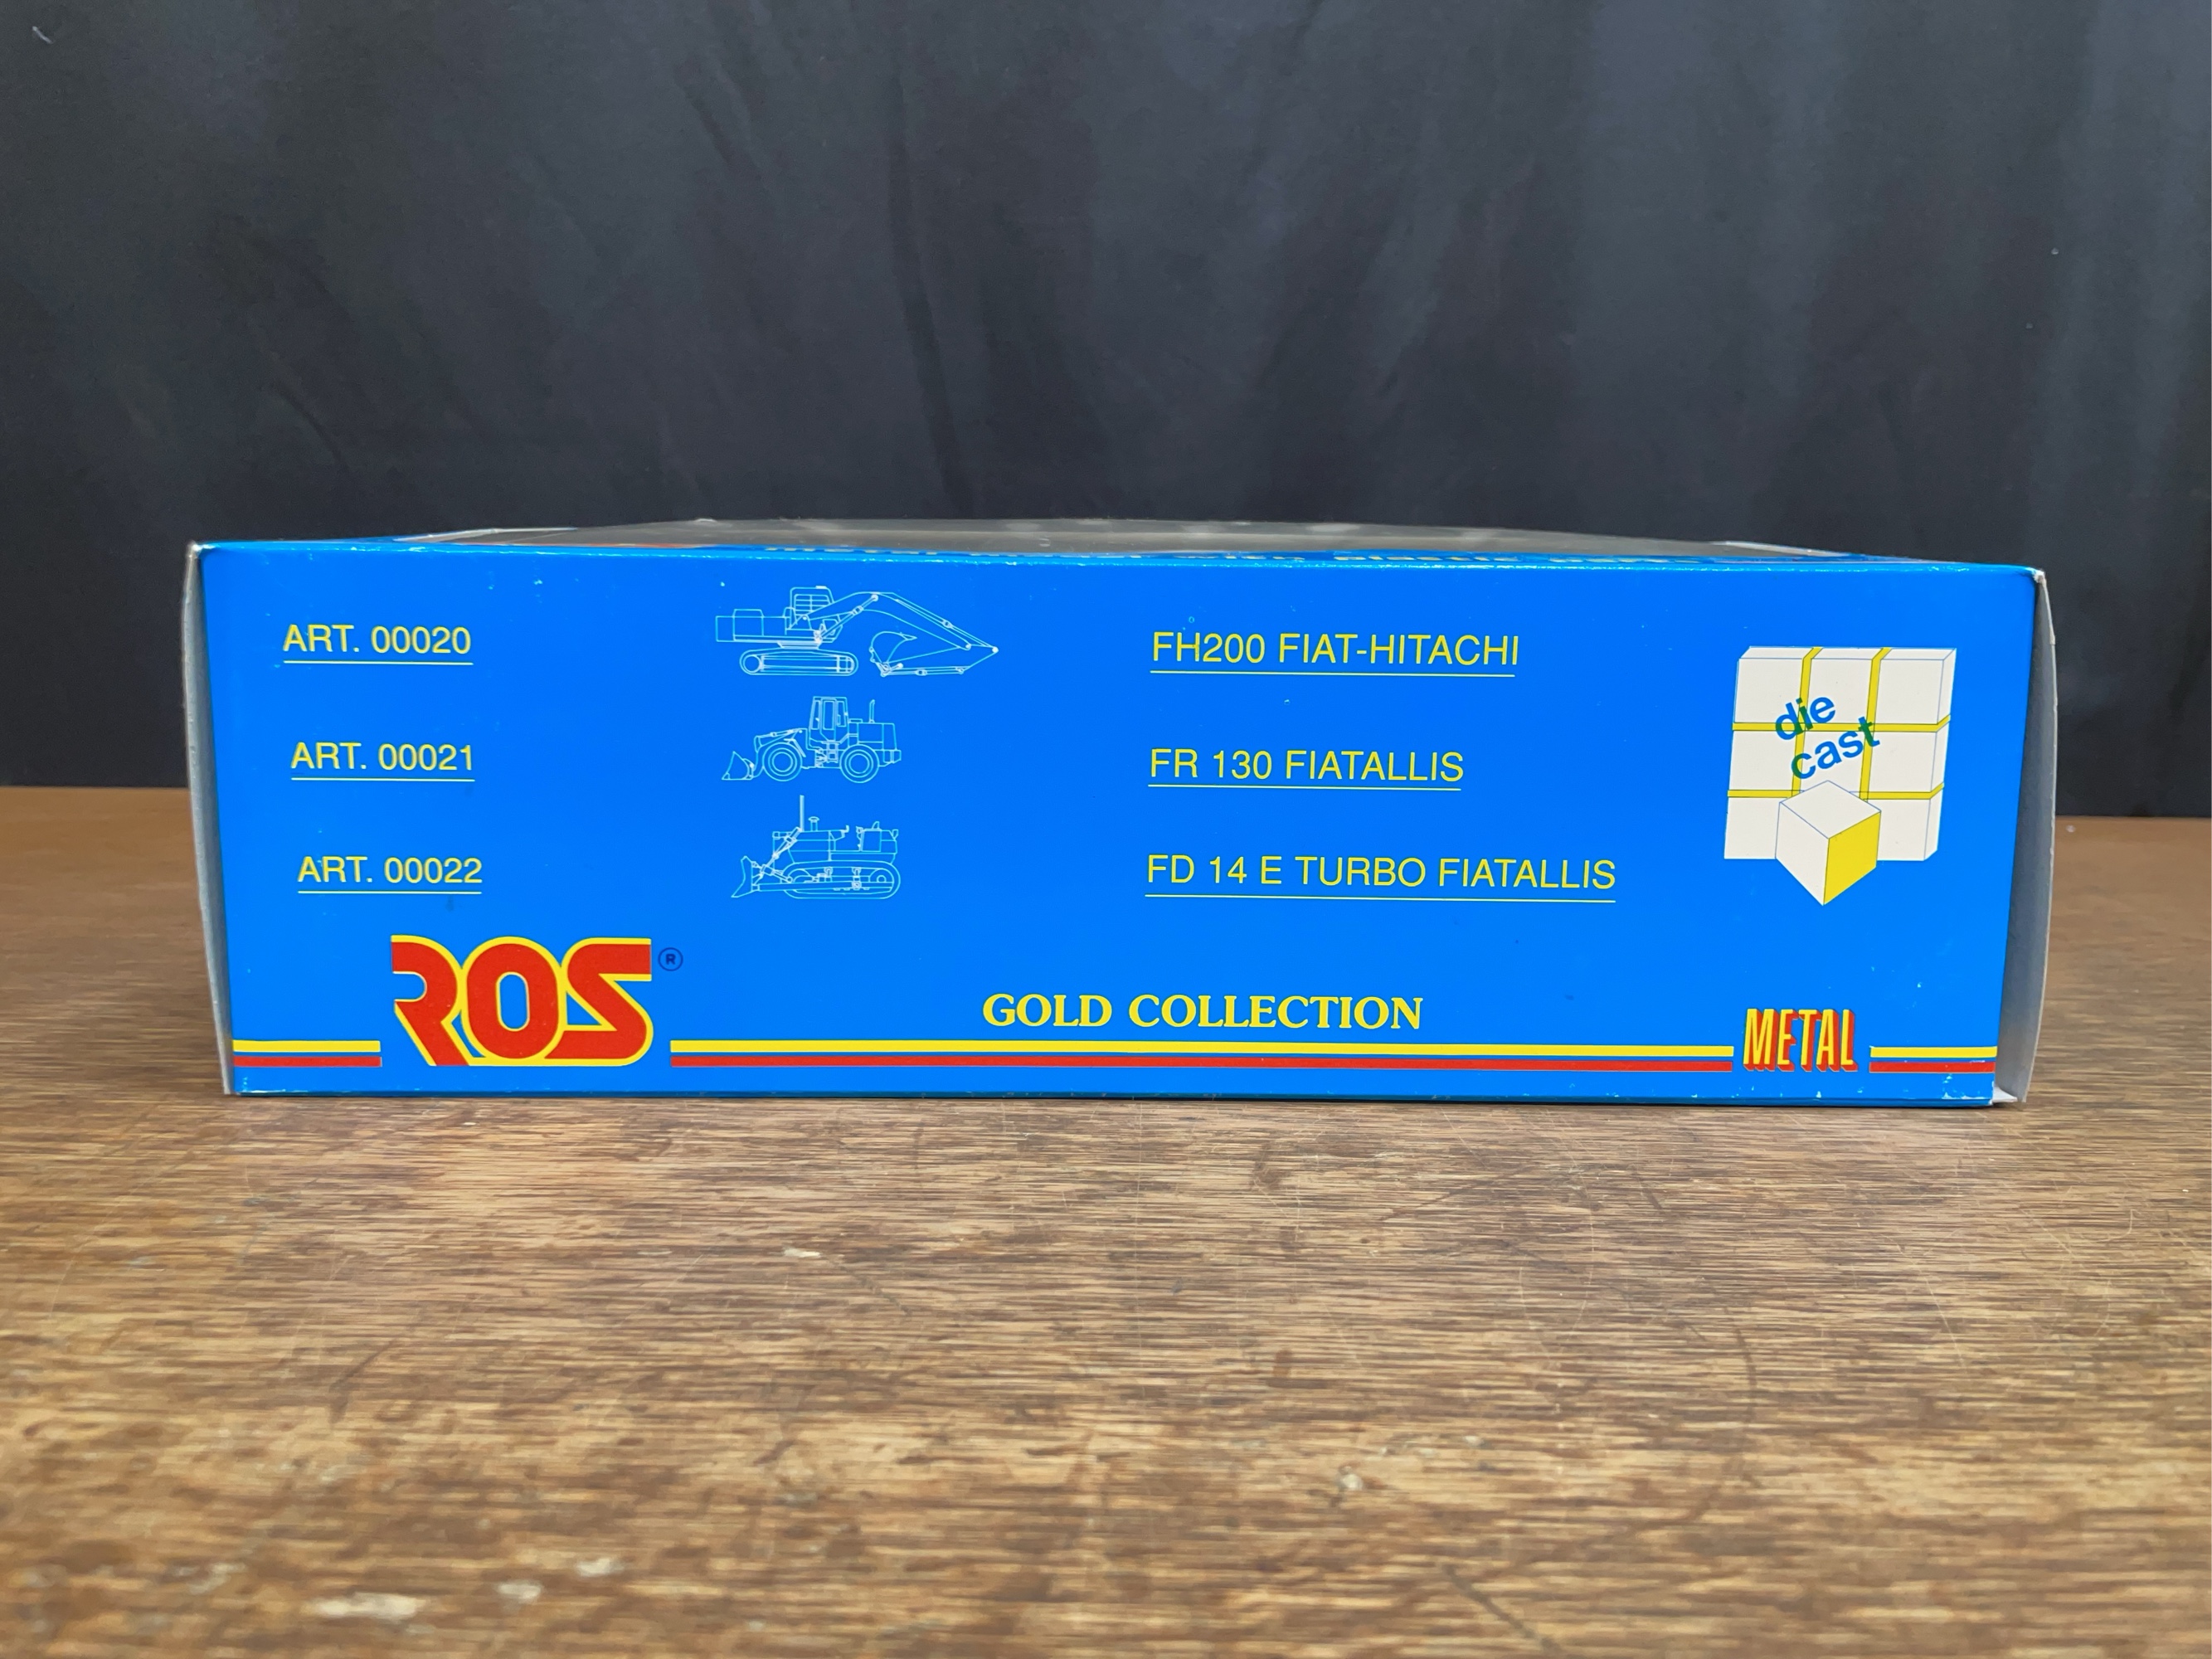 ART. 00020 FH200 FIAT-HITACHI
ART. 00021 FR 130 FIATALLIS
ART. 00022 FD 14 E TURBO FIATALLIS
die
cast
ROS ®
GOLD COLLECTION
METAL